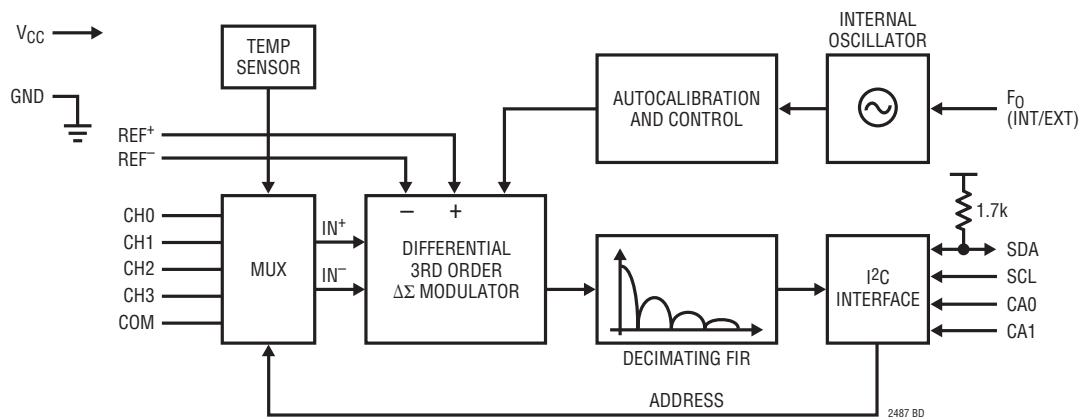 V_CC
GND
TEMP
SENSOR
INTERNAL
OSCILLATOR
AUTOCALIBRATION
AND CONTROL
F_O
(INT/EXT)
REF⁺
REF⁻
1.7k
CH0
CH1
CH2
CH3
COM
MUX
IN⁺
IN⁻
– +
DIFFERENTIAL
3RD ORDER
ΔΣ MODULATOR
DECIMATING FIR
I²C
INTERFACE
SDA
SCL
CA0
CA1
ADDRESS
2487 BD